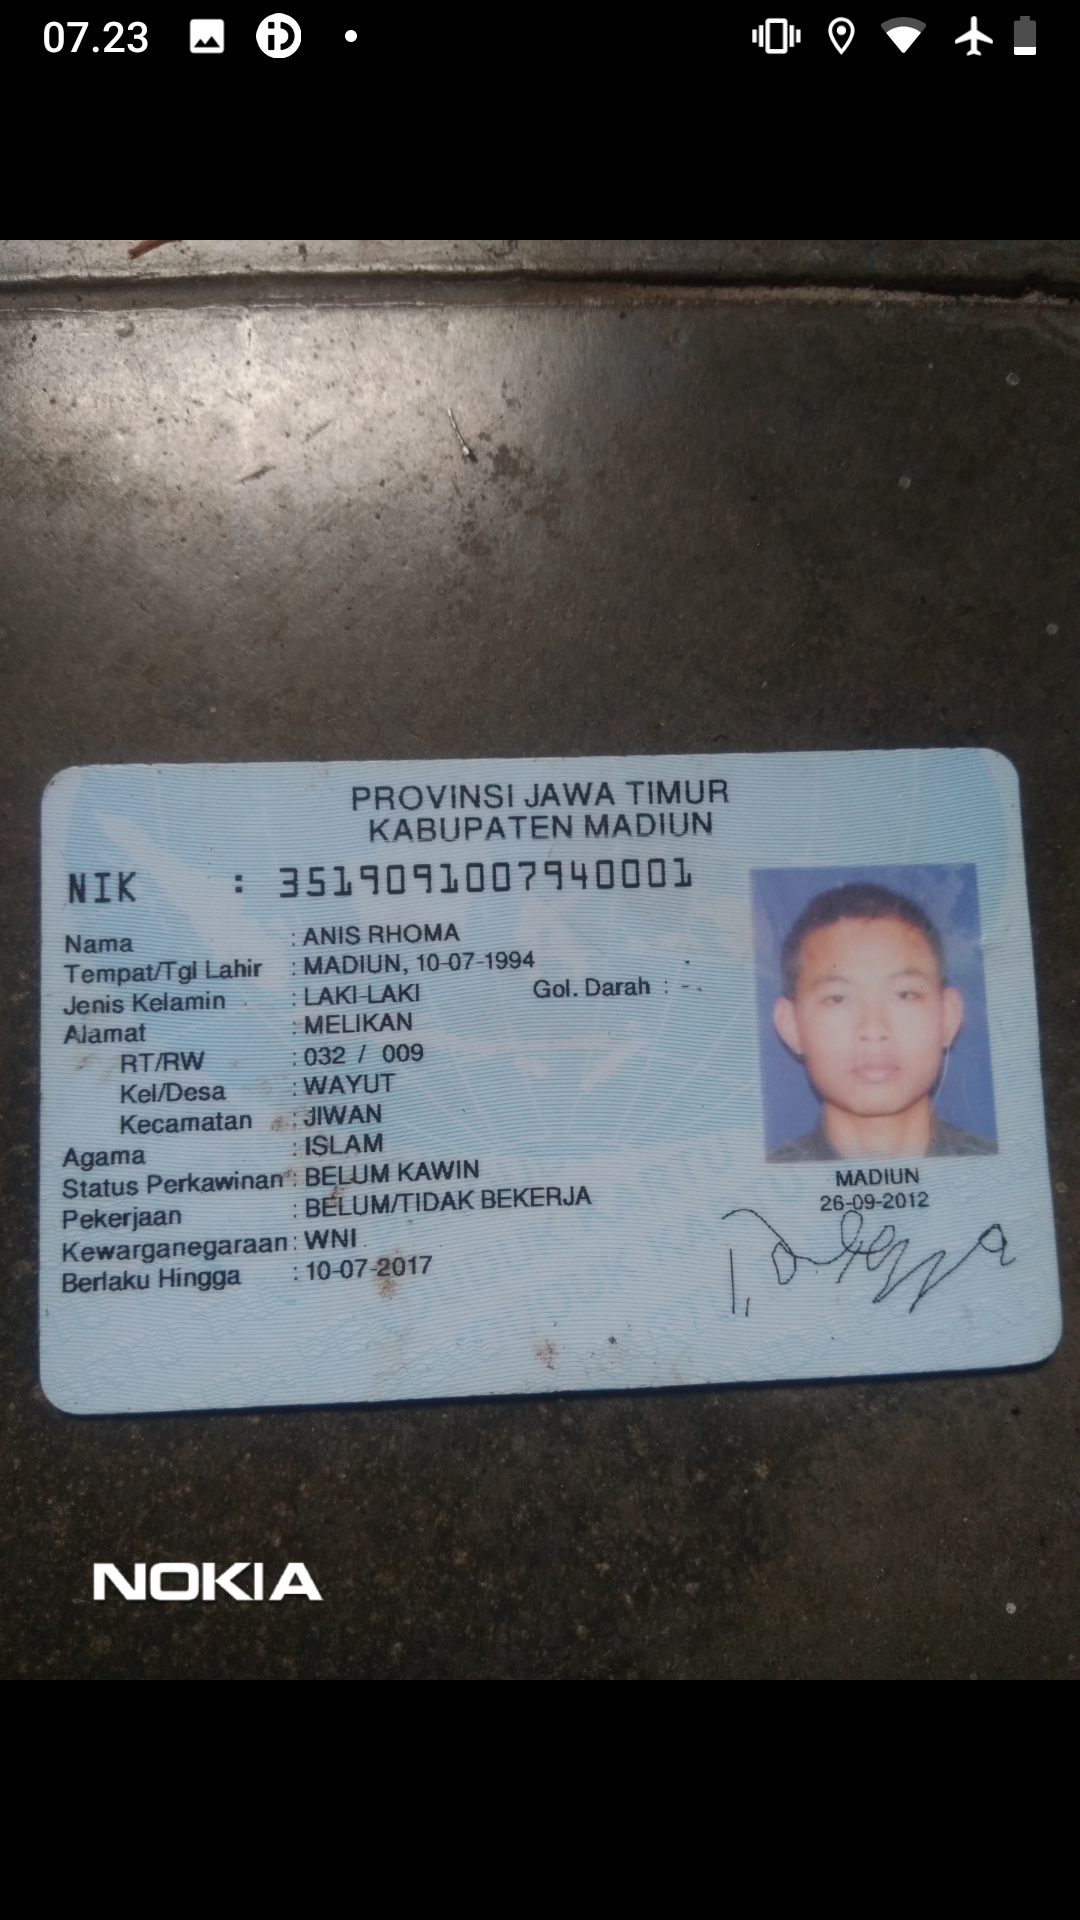 07.23
PROVINSI JAWA TIMUR
KABUPATEN MADIUN
NIK : 3519091007940001
Nama : ANIS RHOMA
Tempat/Tgl Lahir : MADIUN, 10-07-1994
Jenis Kelamin : LAKI-LAKI Gol. Darah : -
Alamat : MELIKAN
RT/RW : 032 / 009
Kel/Desa : WAYUT
Kecamatan : JIWAN
Agama : ISLAM
Status Perkawinan : BELUM KAWIN
Pekerjaan : BELUM/TIDAK BEKERJA
Kewarganegaraan : WNI
Berlaku Hingga : 10-07-2017
MADIUN
26-09-2012
NOKIA